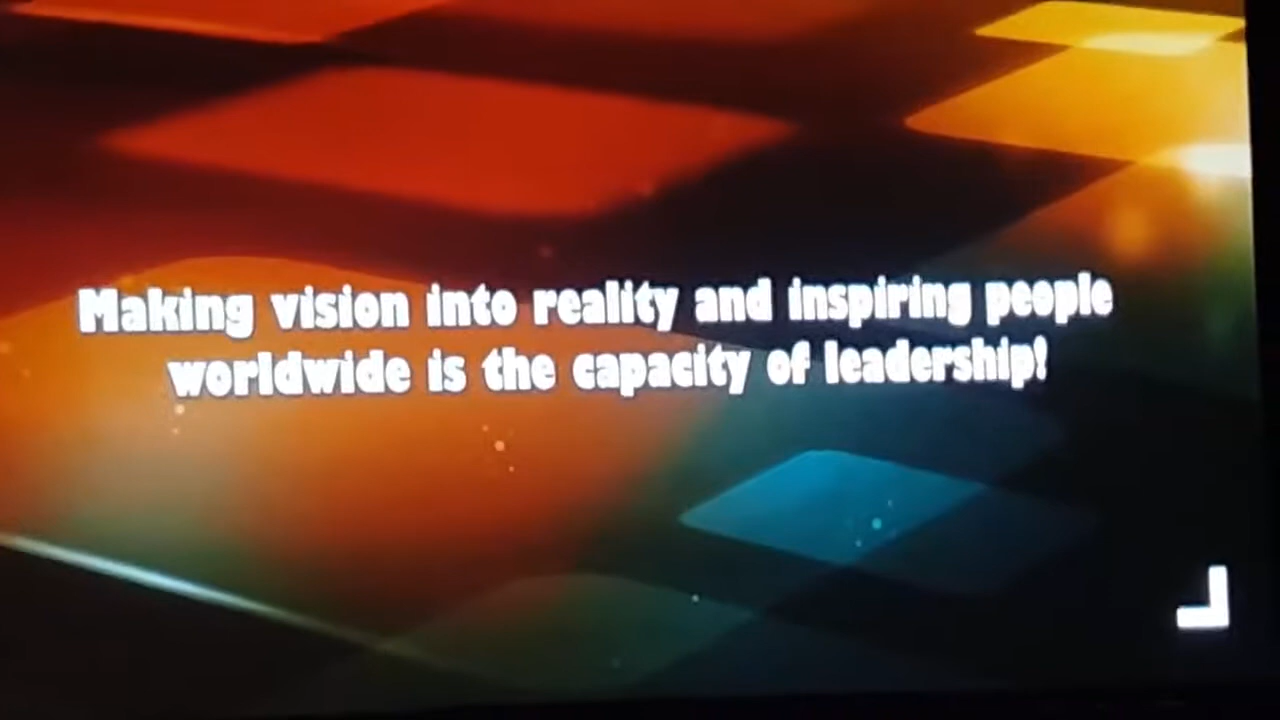 Making vision into reality and inspiring people
worldwide is the capacity of leadership!